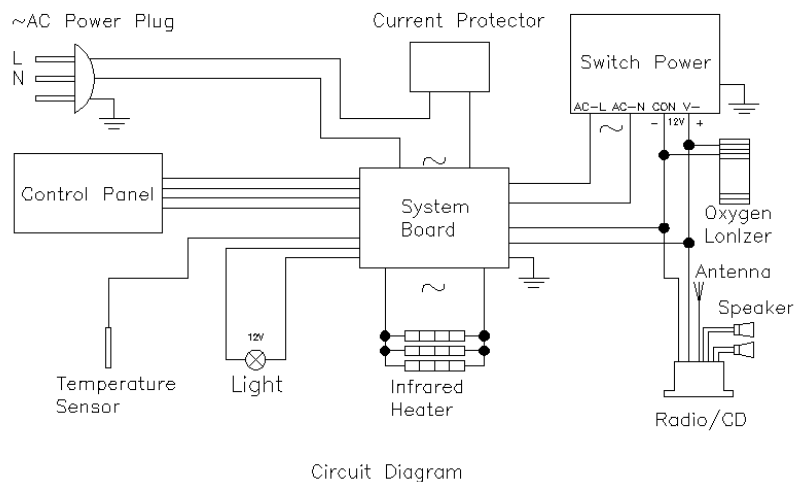 ~AC Power Plug
Current Protector
L
N
Switch Power
AC-L AC-N CON V-
- 12V +
~
Control Panel
~
System
Board
Oxygen
LonIzer
Antenna
~
Speaker
12V
Temperature
Sensor
Light
Infrared
Heater
Radio/CD
Circuit Diagram